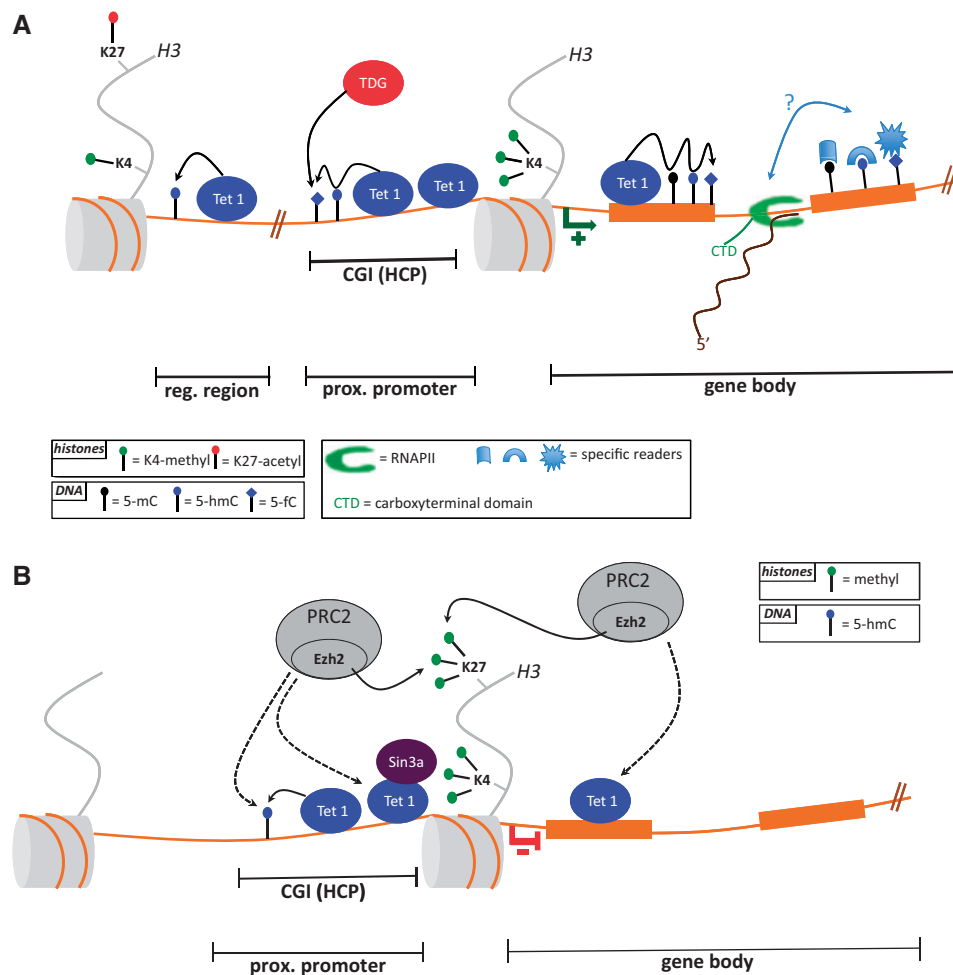 A
K27
H3
K4
Tet 1
TDG
Tet 1
Tet 1
CGI (HCP)
H3
K4
+
Tet 1
?
CTD
5’
reg. region
prox. promoter
gene body
histones
= K4-methyl
= K27-acetyl
DNA
= 5-mC
= 5-hmC
= 5-fC
= RNAPII
= specific readers
CTD = carboxyterminal domain
B
PRC2
Ezh2
PRC2
Ezh2
histones
= methyl
DNA
= 5-hmC
K27
H3
Sin3a
K4
Tet 1
Tet 1
Tet 1
-
CGI (HCP)
prox. promoter
gene body